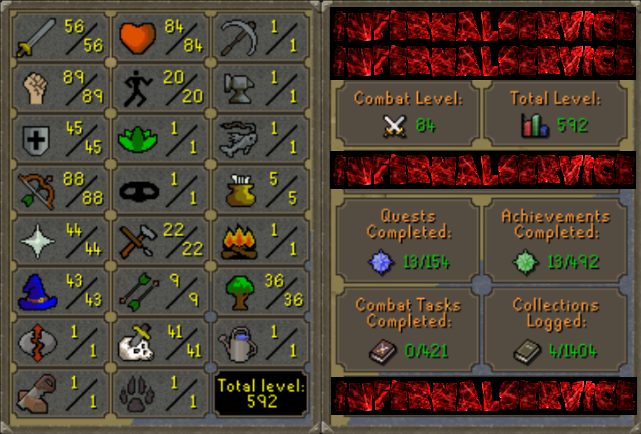 56/56 84/84 1/1
89/89 20/20 1/1
45/45 1/1 1/1
88/88 1/1 5/5
44/44 22/22 1/1
43/43 9/9 36/36
1/1 41/41 1/1
1/1 1/1 Total level:
592
INFERNALSERVICE
INFERNALSERVICE
Combat Level: Total Level:
84 592
INFERNALSERVICE
Quests Achievements
Completed: Completed:
13/154 13/492
Combat Tasks Collections
Completed: Logged:
0/421 4/1404
INFERNALSERVICE